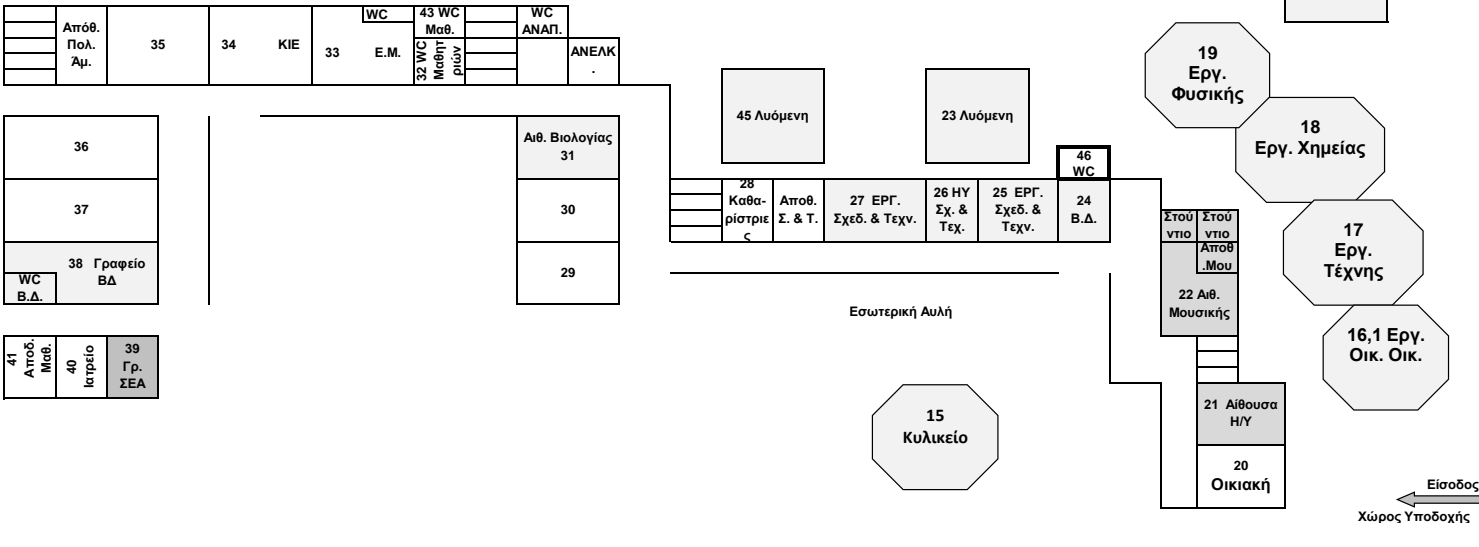 Απόθ.
Πολ.
Άμ.
35
34 ΚΙΕ
33 Ε.Μ.
WC
43 WC
Μαθ.
32 WC
Μαθητ
ριών
WC
ΑΝΑΠ.
ΑΝΕΛΚ
.
36
37
38 Γραφείο
ΒΔ
WC
Β.Δ.
41
Αποδ.
Μαθ.
40
Ιατρείο
39
Γρ.
ΣΕΑ
Αιθ. Βιολογίας
31
30
29
45 Λυόμενη
23 Λυόμενη
46
WC
28
Καθα-
ρίστριε
ς
Αποθ.
Σ. & Τ.
27 ΕΡΓ.
Σχεδ. & Τεχν.
26 ΗΥ
Σχ. &
Τεχ.
25 ΕΡΓ.
Σχεδ. &
Τεχν.
24
Β.Δ.
Στού
ντιο
Στού
ντιο
Αποθ
.Μου
22 Αιθ.
Μουσικής
21 Αίθουσα
Η/Υ
20
Οικιακή
Εσωτερική Αυλή
15
Κυλικείο
19
Εργ.
Φυσικής
18
Εργ. Χημείας
17
Εργ.
Τέχνης
16,1 Εργ.
Οικ. Οικ.
Είσοδος
Χώρος Υποδοχής